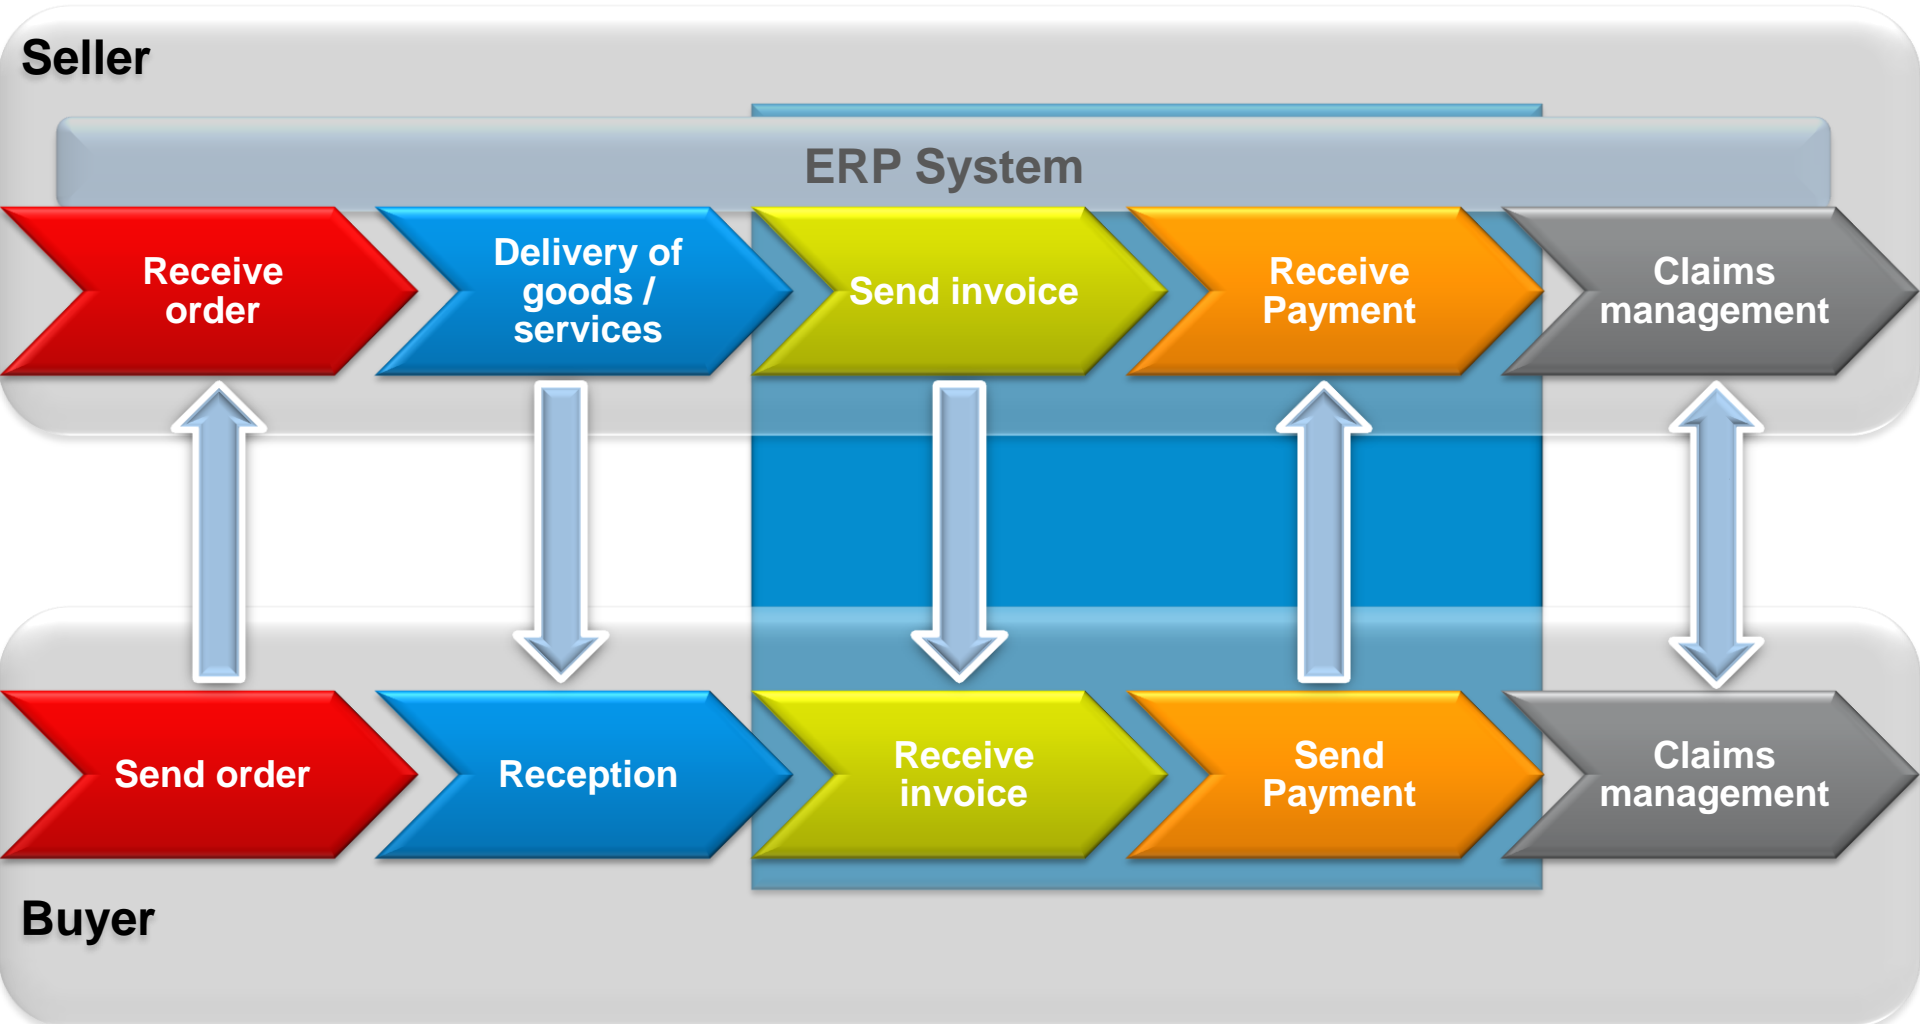 Seller
ERP System
Receive
order
Delivery of
goods /
services
Send invoice
Receive
Payment
Claims
management
Send order
Reception
Receive
invoice
Send
Payment
Claims
management
Buyer